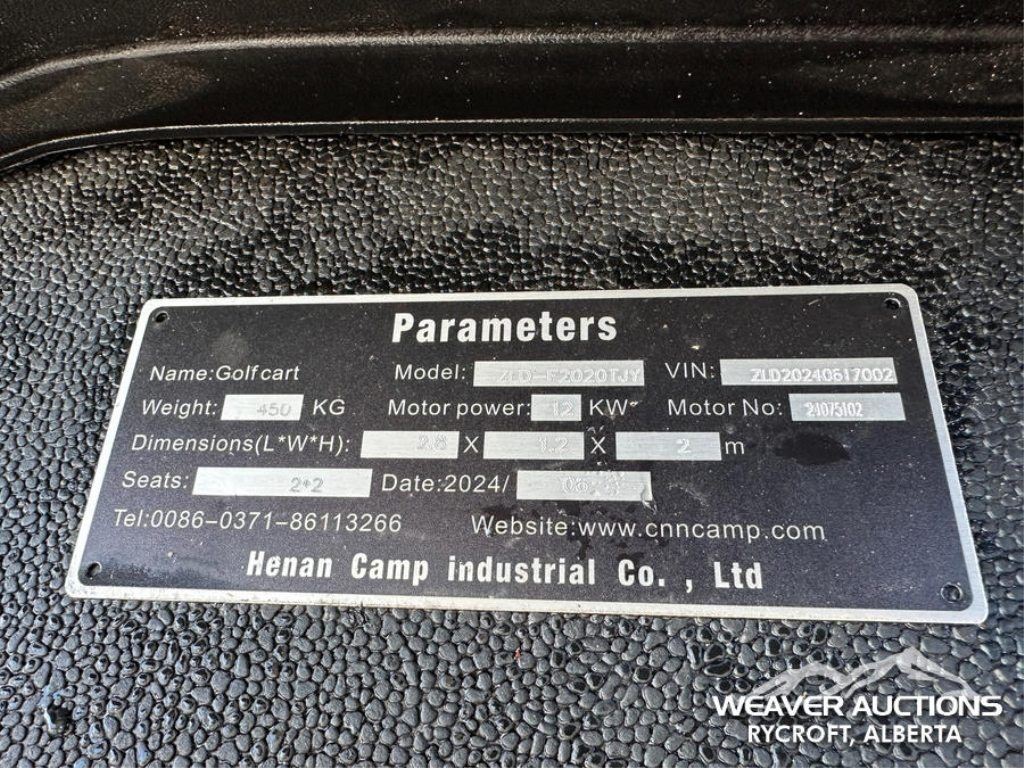 Parameters
Name:Golf cart Model: ZLD-F2020TJY VIN: ZLD20240617002
Weight: 450 KG Motor power: 12 KW Motor No: 24075102
Dimensions(L*W*H): 2.8 X 1.2 X 2 m
Seats: 2+2 Date:2024/ 08
Tel:0086-0371-86113266 Website:www.cnncamp.com
Henan Camp industrial Co. , Ltd
WEAVER AUCTIONS
RYCROFT, ALBERTA